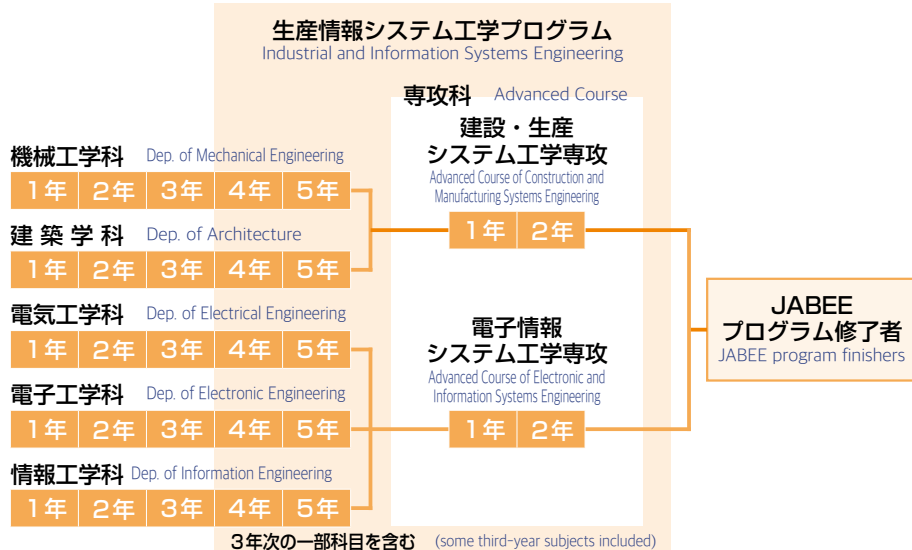 生産情報システム工学プログラム
Industrial and Information Systems Engineering
専攻科 Advanced Course
建設・生産
システム工学専攻
Advanced Course of Construction and
Manufacturing Systems Engineering
1年 2年
機械工学科 Dep. of Mechanical Engineering
1年 2年 3年 4年 5年
建築学科 Dep. of Architecture
1年 2年 3年 4年 5年
電気工学科 Dep. of Electrical Engineering
1年 2年 3年 4年 5年
電子工学科 Dep. of Electronic Engineering
1年 2年 3年 4年 5年
情報工学科 Dep. of Information Engineering
1年 2年 3年 4年 5年
電子情報
システム工学専攻
Advanced Course of Electronic and
Information Systems Engineering
1年 2年
JABEE
プログラム修了者
JABEE program finishers
3年次の一部科目を含む (some third-year subjects included)